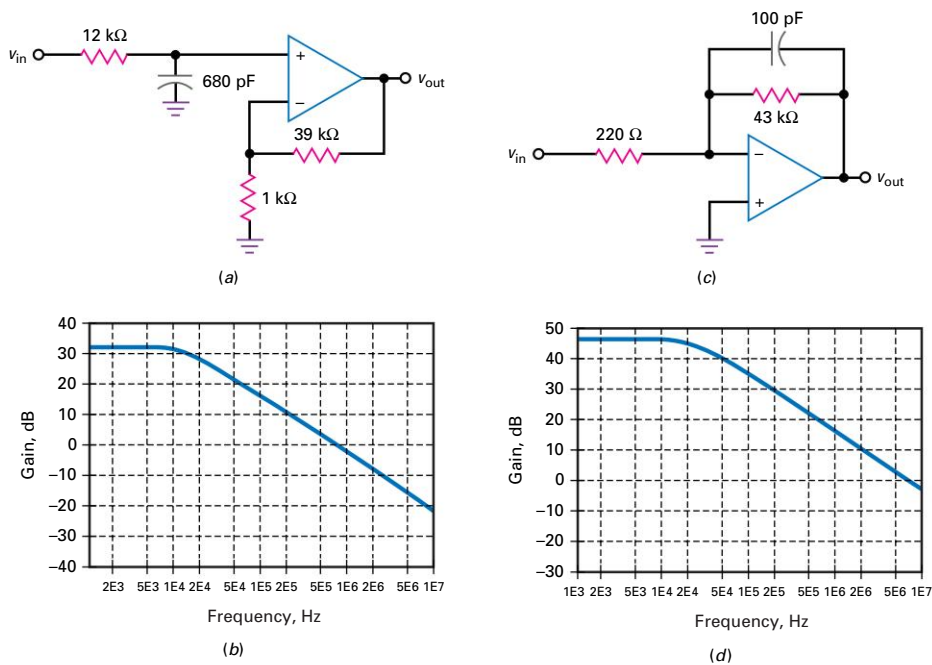 12 kΩ
vin
+
680 pF
vout
−
39 kΩ
1 kΩ
(a)
100 pF
43 kΩ
220 Ω
vin
−
vout
+
(c)
40
30
20
10
0
−10
−20
−30
−40
Gain, dB
2E3 5E3 1E4 2E4 5E4 1E5 2E5 5E5 1E6 2E6 5E6 1E7
Frequency, Hz
(b)
50
40
30
20
10
0
−10
−20
−30
Gain, dB
1E3 2E3 5E3 1E4 2E4 5E4 1E5 2E5 5E5 1E6 2E6 5E6 1E7
Frequency, Hz
(d)